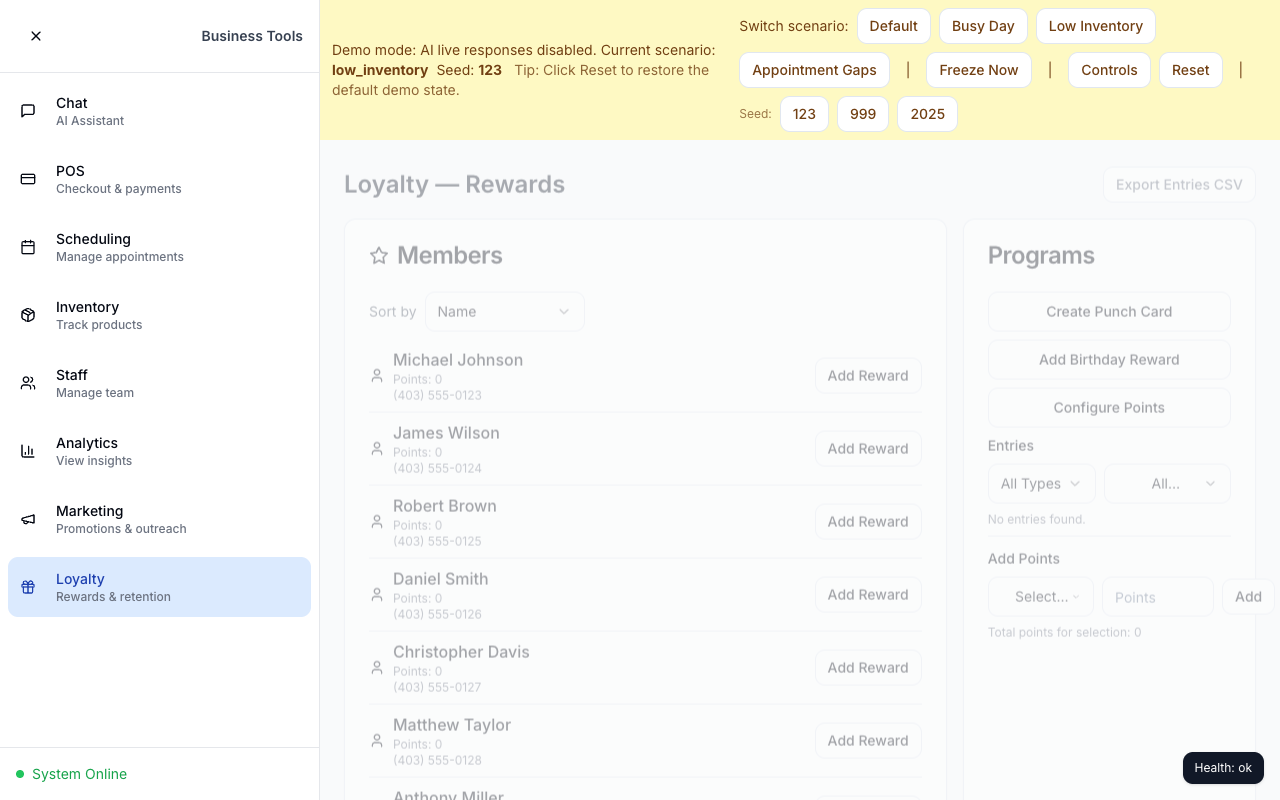 Business Tools
Chat
AI Assistant
POS
Checkout & payments
Scheduling
Manage appointments
Inventory
Track products
Staff
Manage team
Analytics
View insights
Marketing
Promotions & outreach
Loyalty
Rewards & retention
System Online
Demo mode: AI live responses disabled. Current scenario:
low_inventory Seed: 123 Tip: Click Reset to restore the
default demo state.
Switch scenario: Default Busy Day Low Inventory
Appointment Gaps | Freeze Now | Controls Reset |
Seed: 123 999 2025
Loyalty — Rewards
Export Entries CSV
Members
Sort by Name
Michael Johnson
Points: 0
(403) 555-0123
Add Reward
James Wilson
Points: 0
(403) 555-0124
Add Reward
Robert Brown
Points: 0
(403) 555-0125
Add Reward
Daniel Smith
Points: 0
(403) 555-0126
Add Reward
Christopher Davis
Points: 0
(403) 555-0127
Add Reward
Matthew Taylor
Points: 0
(403) 555-0128
Add Reward
Anthony Miller
Programs
Create Punch Card
Add Birthday Reward
Configure Points
Entries
All Types All...
No entries found.
Add Points
Select... Points Add
Total points for selection: 0
Health: ok